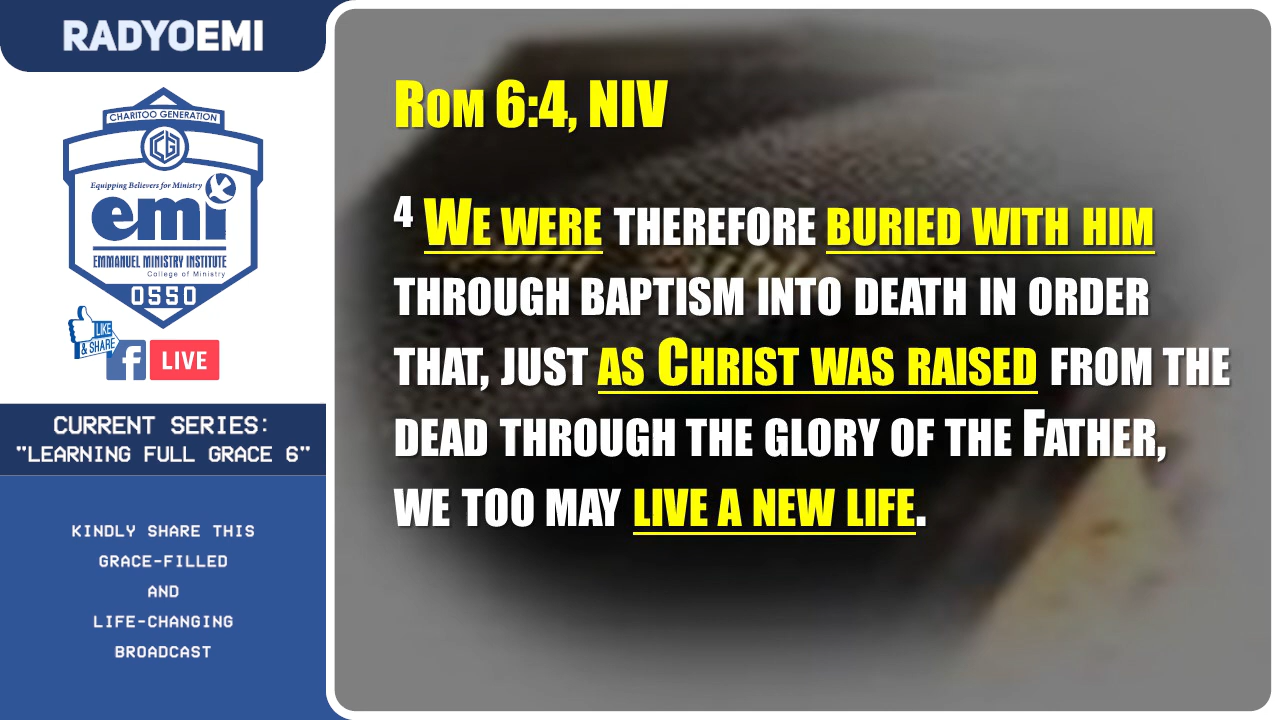 RADYOEMI
CHARITOO GENERATION
CG
Equipping Believers for Ministry
emi
EMMANUEL MINISTRY INSTITUTE
College of Ministry
0550
LIKE
& SHARE
f LIVE
CURRENT SERIES:
"LEARNING FULL GRACE 6"
KINDLY SHARE THIS
GRACE-FILLED
AND
LIFE-CHANGING
BROADCAST
ROM 6:4, NIV
4 WE WERE THEREFORE BURIED WITH HIM
THROUGH BAPTISM INTO DEATH IN ORDER
THAT, JUST AS CHRIST WAS RAISED FROM THE
DEAD THROUGH THE GLORY OF THE FATHER,
WE TOO MAY LIVE A NEW LIFE.